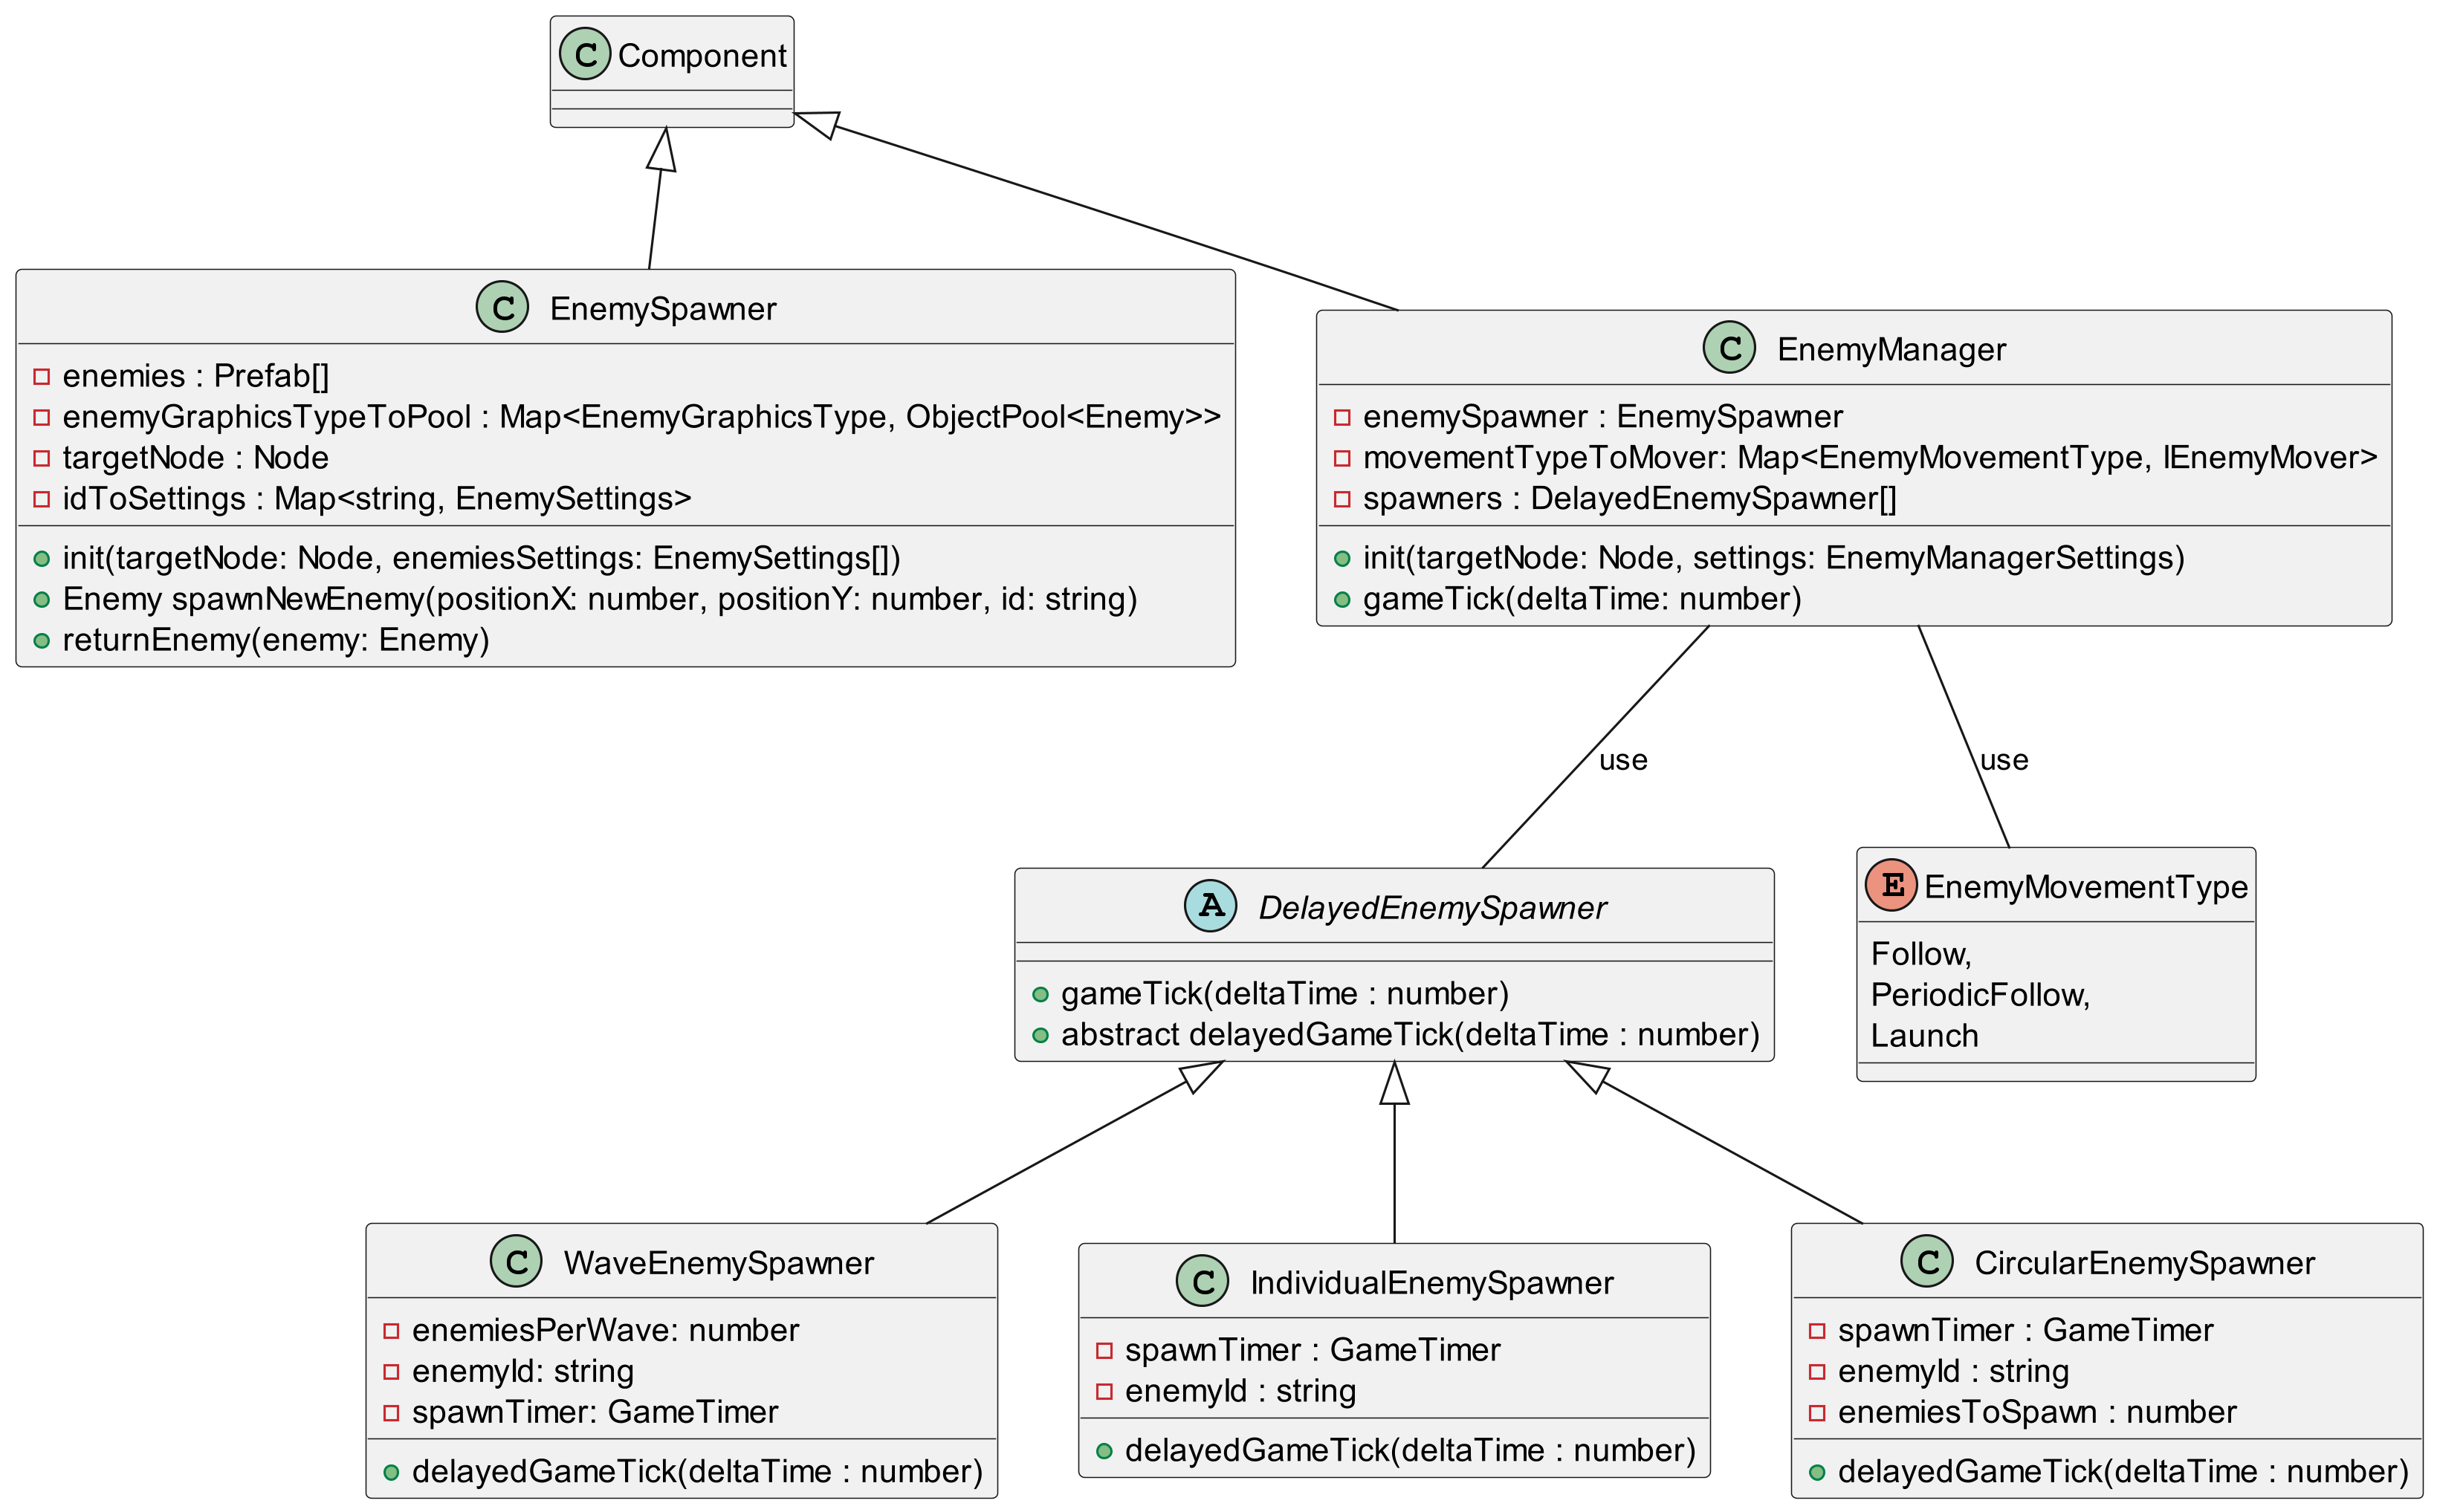 C Component
C EnemySpawner
enemies : Prefab[]
enemyGraphicsTypeToPool : Map<EnemyGraphicsType, ObjectPool<Enemy>>
targetNode : Node
idToSettings : Map<string, EnemySettings>
init(targetNode: Node, enemiesSettings: EnemySettings[])
Enemy spawnNewEnemy(positionX: number, positionY: number, id: string)
returnEnemy(enemy: Enemy)
C EnemyManager
enemySpawner : EnemySpawner
movementTypeToMover: Map<EnemyMovementType, IEnemyMover>
spawners : DelayedEnemySpawner[]
init(targetNode: Node, settings: EnemyManagerSettings)
gameTick(deltaTime: number)
use
use
A DelayedEnemySpawner
gameTick(deltaTime : number)
abstract delayedGameTick(deltaTime : number)
E EnemyMovementType
Follow,
PeriodicFollow,
Launch
C WaveEnemySpawner
enemiesPerWave: number
enemyId: string
spawnTimer: GameTimer
delayedGameTick(deltaTime : number)
C IndividualEnemySpawner
spawnTimer : GameTimer
enemyId : string
delayedGameTick(deltaTime : number)
C CircularEnemySpawner
spawnTimer : GameTimer
enemyId : string
enemiesToSpawn : number
delayedGameTick(deltaTime : number)